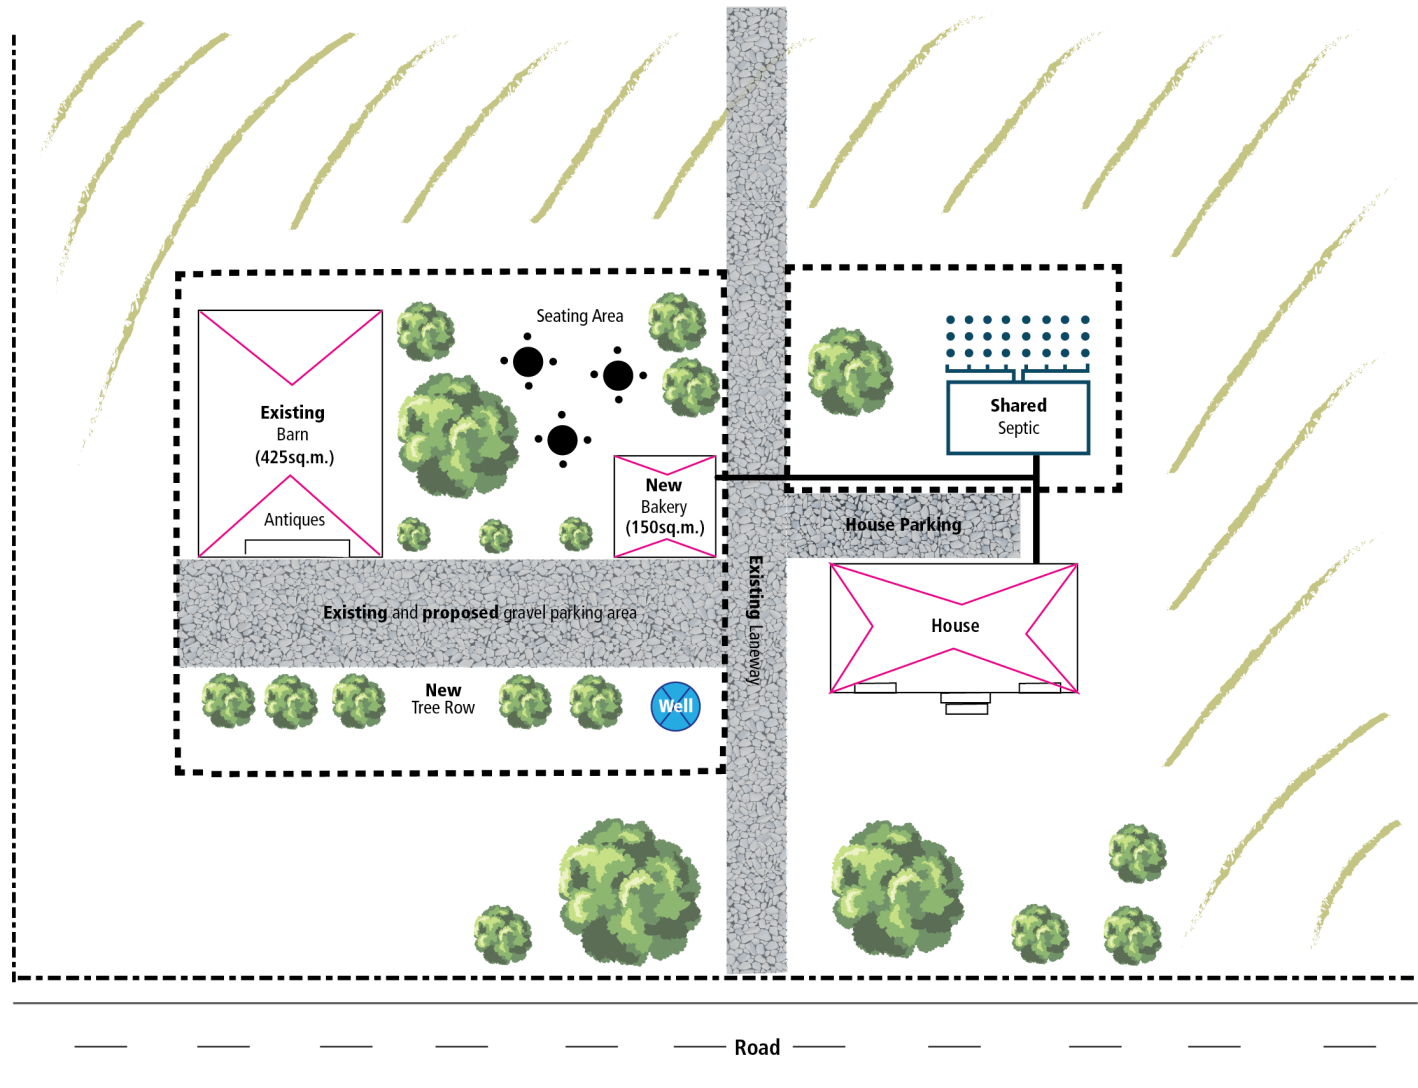 Seating Area
Existing
Barn
(425sq.m.)
Antiques
New
Bakery
(150sq.m.)
Shared
Septic
House Parking
Existing Laneway
House
Existing and proposed gravel parking area
New
Tree Row
Well
Road